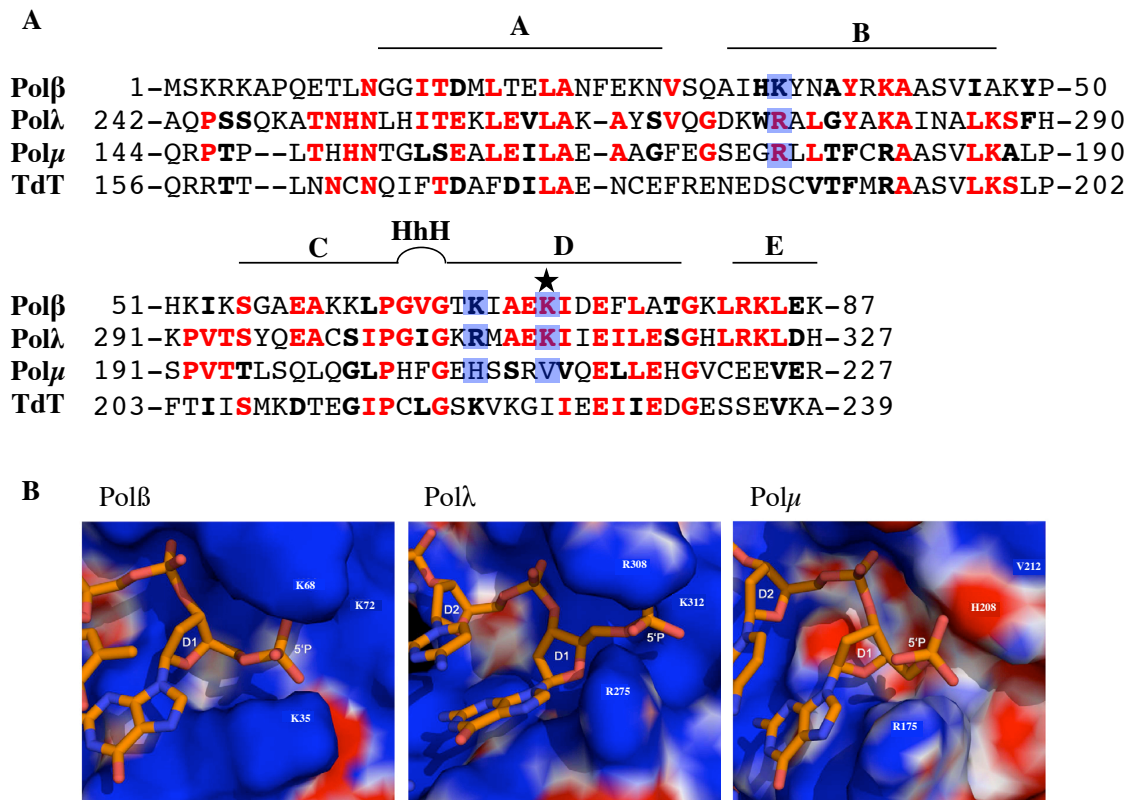 A
A B
Polβ 1-MSKRKAPQETLNGGITDMLTELANFEKNVSQAIHKYNAYRKAASVIAKYP-50
Polλ 242-AQPSSQKATNHNLHITEKLEVLAK-AYSVQGDKWRALGYAKAINALKSFH-290
Polμ 144-QRPTP--LTHHNTGLSEALEILAE-AAGFEGSEGRLLTFCRAASVLKALP-190
TdT 156-QRRTT--LNNCNQIFTDAFDILAE-NCEFRENEDSCVTFMRAASVLKSLP-202
C HhH D E
★
Polβ 51-HKIKSGAEAKKLPGVGTKIAEKIDEFLATGKLRKLEK-87
Polλ 291-KPVTSYQEACSIPGIGKRMAEKIIEILESGHLRKLDH-327
Polμ 191-SPVTTLSQLQGLPHFGEHSSRVVQELLEHGVCEEVER-227
TdT 203-FTIISMKDTEGIPCLGSKVKGIIEEIIEDGESSEVKA-239
B
Polß Polλ Polμ
K68 K72 D1 5'P K35
D2 R308 K312 5'P D1 R275
V212 D2 H208 5'P D1 R175